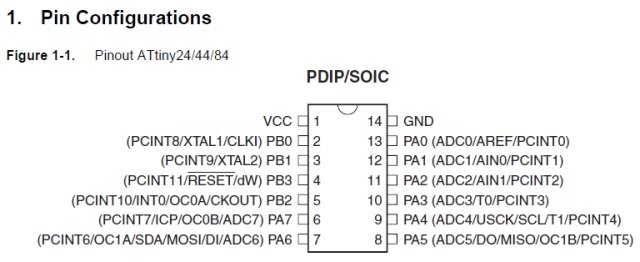 1. Pin Configurations
Figure 1-1. Pinout ATtiny24/44/84
PDIP/SOIC
VCC 1 14 GND
(PCINT8/XTAL1/CLKI) PB0 2 13 PA0 (ADC0/AREF/PCINT0)
(PCINT9/XTAL2) PB1 3 12 PA1 (ADC1/AIN0/PCINT1)
(PCINT11/RESET/dW) PB3 4 11 PA2 (ADC2/AIN1/PCINT2)
(PCINT10/INT0/OC0A/CKOUT) PB2 5 10 PA3 (ADC3/T0/PCINT3)
(PCINT7/ICP/OC0B/ADC7) PA7 6 9 PA4 (ADC4/USCK/SCL/T1/PCINT4)
(PCINT6/OC1A/SDA/MOSI/DI/ADC6) PA6 7 8 PA5 (ADC5/DO/MISO/OC1B/PCINT5)